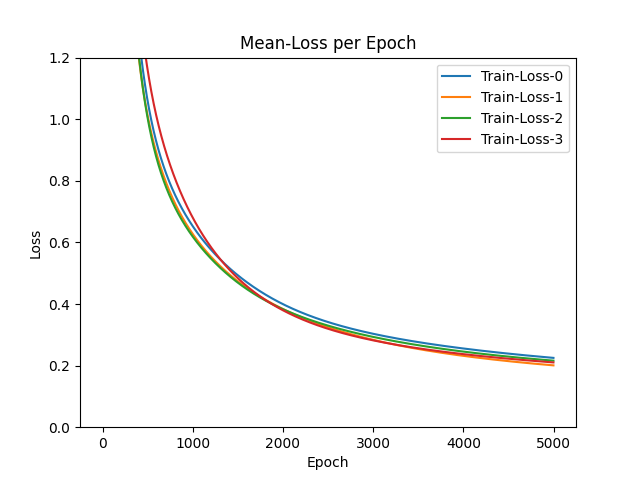 Mean-Loss per Epoch
1.2
1.0
0.8
0.6
0.4
0.2
0.0
Loss
Train-Loss-0
Train-Loss-1
Train-Loss-2
Train-Loss-3
0 1000 2000 3000 4000 5000
Epoch